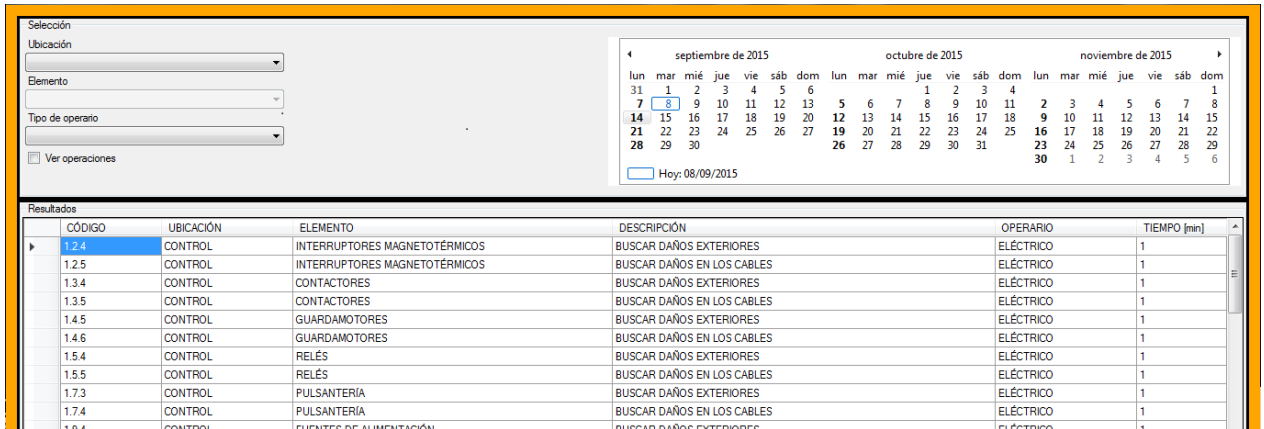 Selección
Ubicación
Elemento
Tipo de operario
Ver operaciones
septiembre de 2015 octubre de 2015 noviembre de 2015
lun mar mié jue vie sáb dom lun mar mié jue vie sáb dom lun mar mié jue vie sáb dom
31 1 2 3 4 5 6 1 2 3 4 1
7 8 9 10 11 12 13 5 6 7 8 9 10 11 2 3 4 5 6 7 8
14 15 16 17 18 19 20 12 13 14 15 16 17 18 9 10 11 12 13 14 15
21 22 23 24 25 26 27 19 20 21 22 23 24 25 16 17 18 19 20 21 22
28 29 30 26 27 28 29 30 31 23 24 25 26 27 28 29
30 1 2 3 4 5 6
Hoy: 08/09/2015
Resultados
CÓDIGO UBICACIÓN ELEMENTO DESCRIPCIÓN OPERARIO TIEMPO [min]
1.2.4 CONTROL INTERRUPTORES MAGNETOTÉRMICOS BUSCAR DAÑOS EXTERIORES ELÉCTRICO 1
1.2.5 CONTROL INTERRUPTORES MAGNETOTÉRMICOS BUSCAR DAÑOS EN LOS CABLES ELÉCTRICO 1
1.3.4 CONTROL CONTACTORES BUSCAR DAÑOS EXTERIORES ELÉCTRICO 1
1.3.5 CONTROL CONTACTORES BUSCAR DAÑOS EN LOS CABLES ELÉCTRICO 1
1.4.5 CONTROL GUARDAMOTORES BUSCAR DAÑOS EXTERIORES ELÉCTRICO 1
1.4.6 CONTROL GUARDAMOTORES BUSCAR DAÑOS EN LOS CABLES ELÉCTRICO 1
1.5.4 CONTROL RELÉS BUSCAR DAÑOS EXTERIORES ELÉCTRICO 1
1.5.5 CONTROL RELÉS BUSCAR DAÑOS EN LOS CABLES ELÉCTRICO 1
1.7.3 CONTROL PULSANTERÍA BUSCAR DAÑOS EXTERIORES ELÉCTRICO 1
1.7.4 CONTROL PULSANTERÍA BUSCAR DAÑOS EN LOS CABLES ELÉCTRICO 1
1.9.4 CONTROL FUENTES DE ALIMENTACIÓN BUSCAR DAÑOS EXTERIORES ELÉCTRICO 1